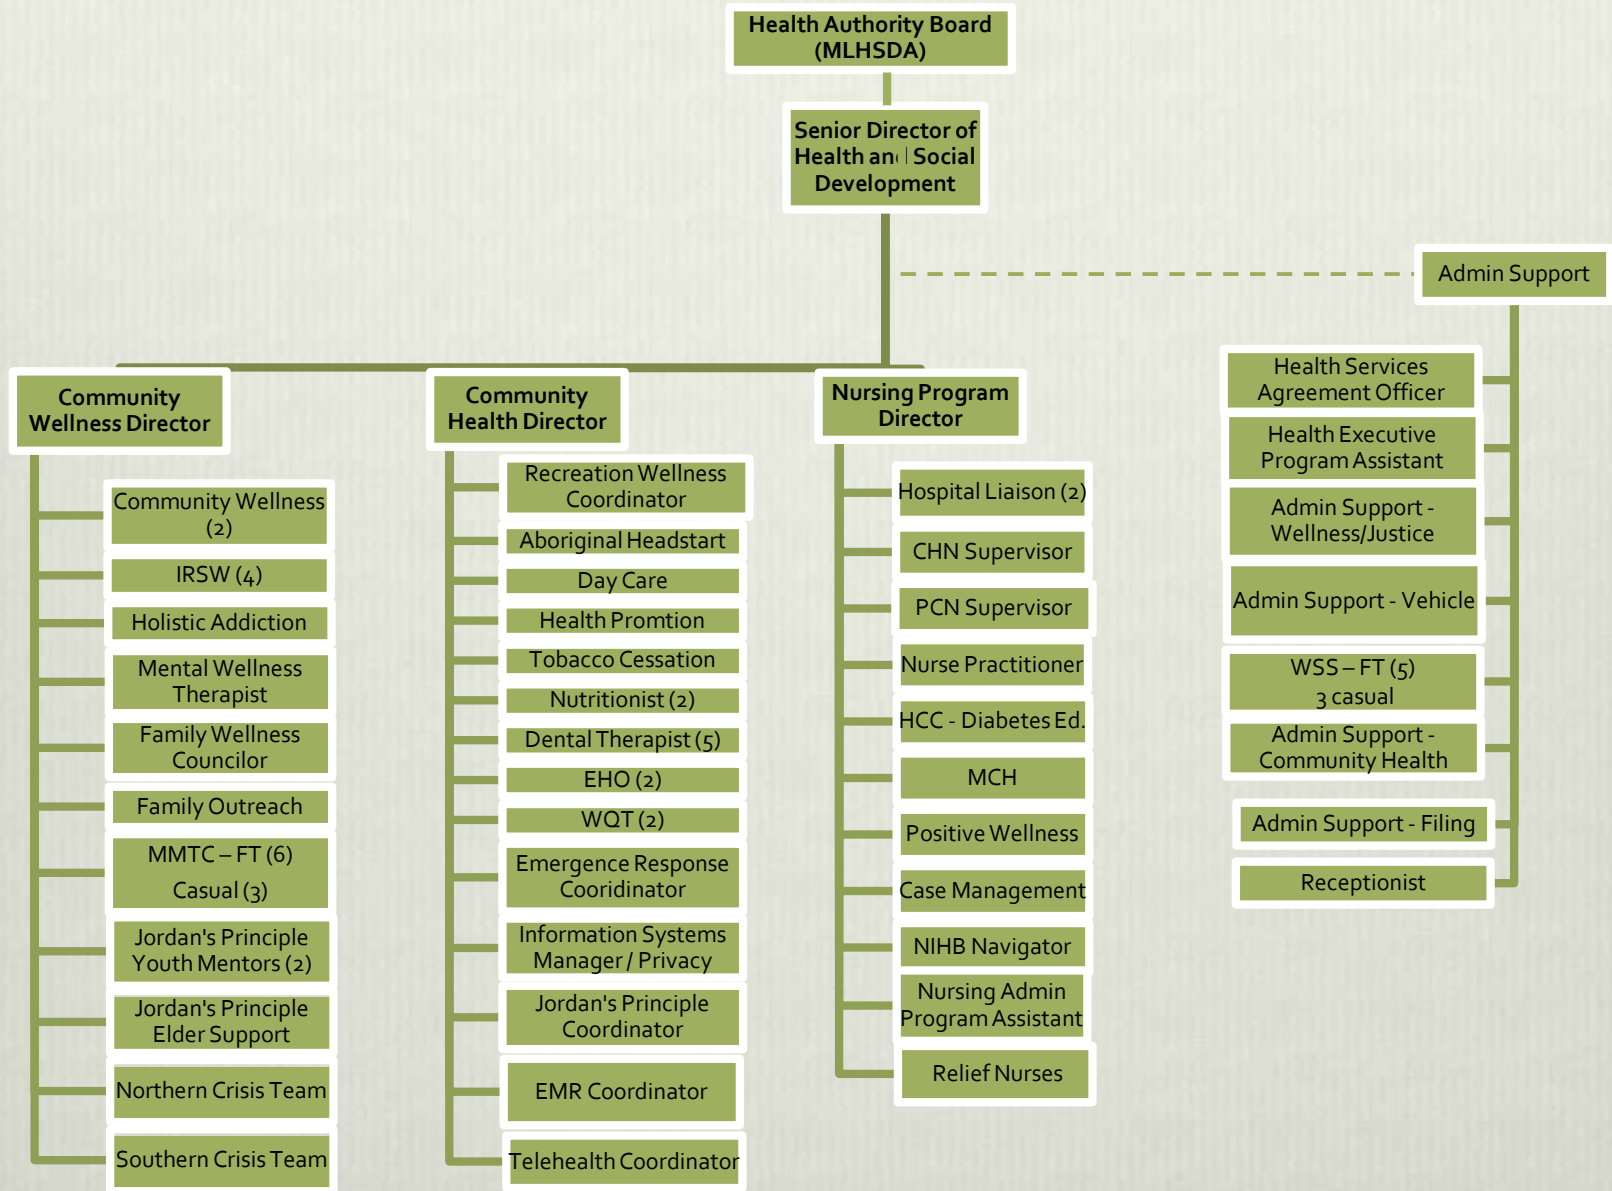 Health Authority Board
(MLHSDA)
Senior Director of
Health and Social
Development
Admin Support
Community
Wellness Director
Community Wellness
(2)
IRSW (4)
Holistic Addiction
Mental Wellness
Therapist
Family Wellness
Councilor
Family Outreach
MMTC – FT (6)
Casual (3)
Jordan's Principle
Youth Mentors (2)
Jordan's Principle
Elder Support
Northern Crisis Team
Southern Crisis Team
Community
Health Director
Recreation Wellness
Coordinator
Aboriginal Headstart
Day Care
Health Promtion
Tobacco Cessation
Nutritionist (2)
Dental Therapist (5)
EHO (2)
WQT (2)
Emergence Response
Cooridinator
Information Systems
Manager / Privacy
Jordan's Principle
Coordinator
EMR Coordinator
Telehealth Coordinator
Nursing Program
Director
Hospital Liaison (2)
CHN Supervisor
PCN Supervisor
Nurse Practitioner
HCC - Diabetes Ed.
MCH
Positive Wellness
Case Management
NIHB Navigator
Nursing Admin
Program Assistant
Relief Nurses
Health Services
Agreement Officer
Health Executive
Program Assistant
Admin Support -
Wellness/Justice
Admin Support - Vehicle
WSS – FT (5)
3 casual
Admin Support -
Community Health
Admin Support - Filing
Receptionist